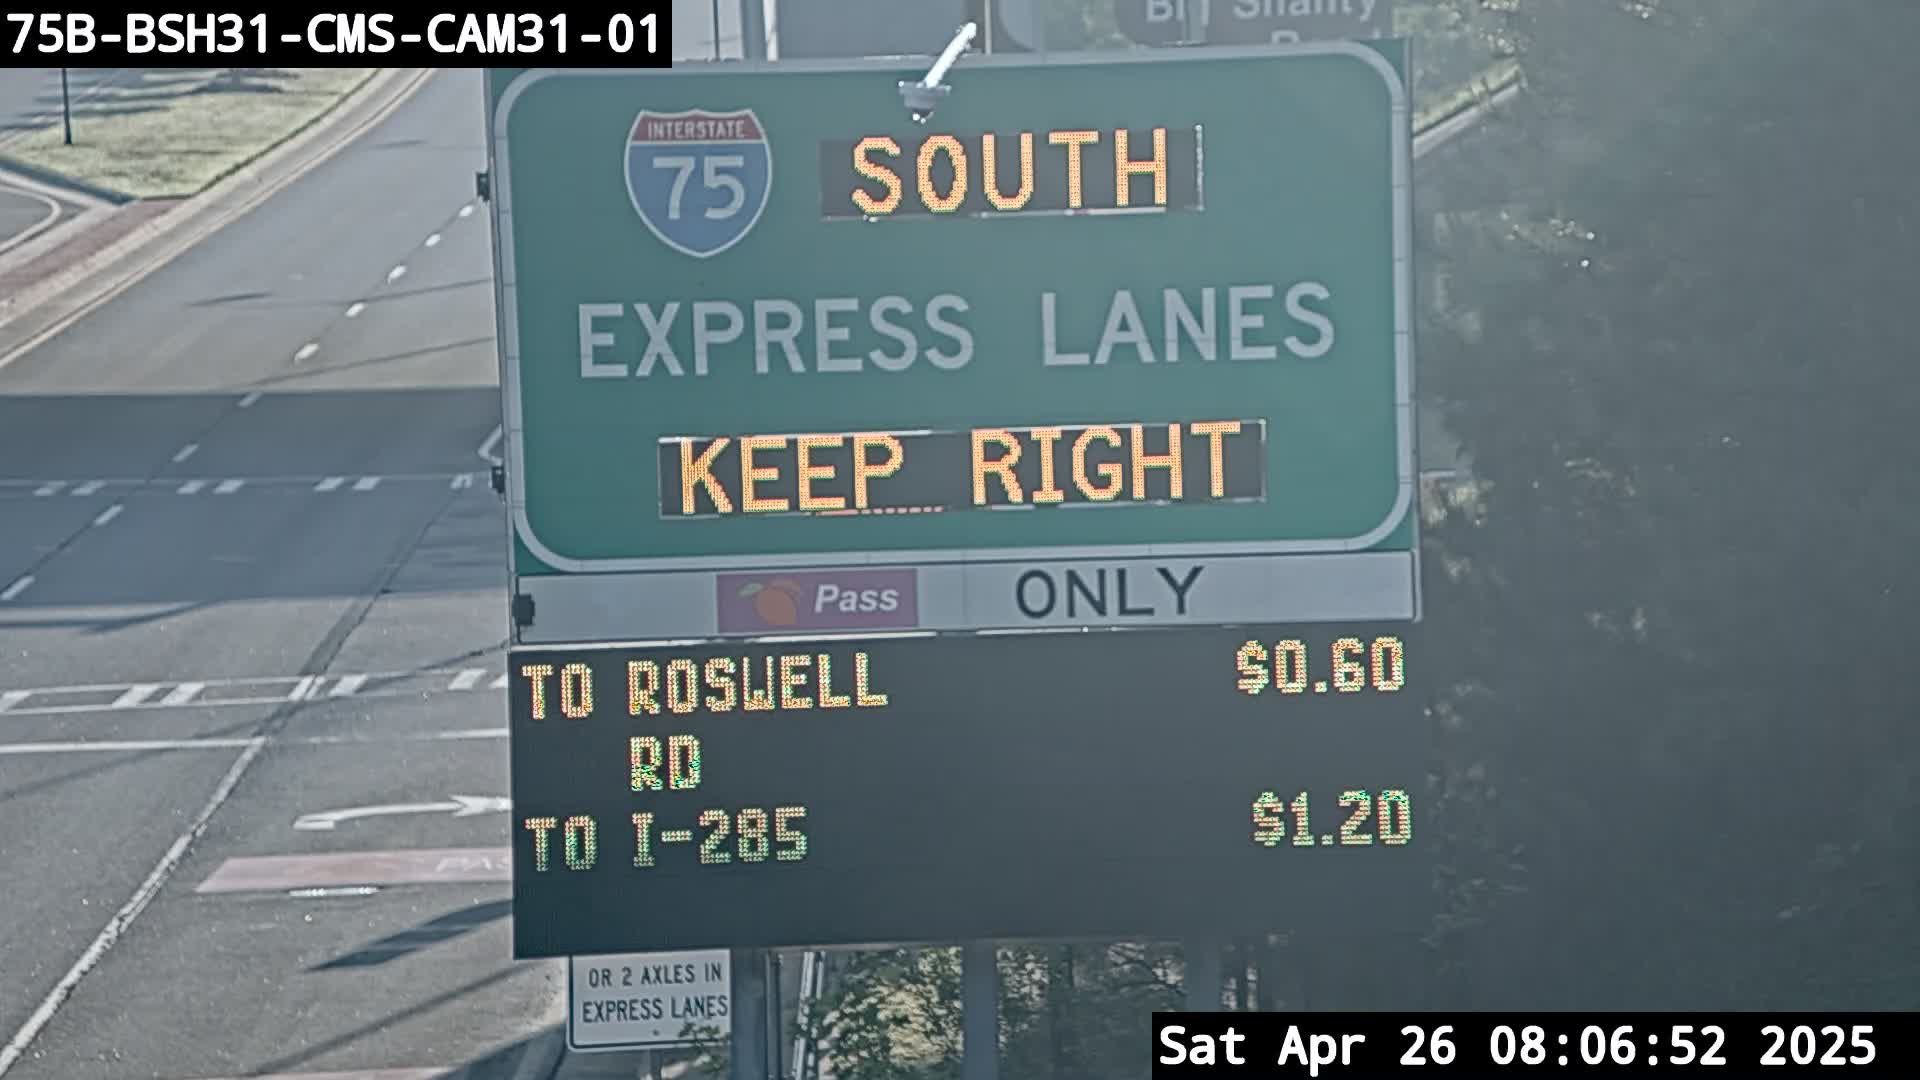 75B-BSH31-CMS-CAM31-01
Shanty
INTERSTATE
75
SOUTH
EXPRESS LANES
KEEP RIGHT
Pass ONLY
TO ROSWELL $0.60
RD
TO I-285 $1.20
OR 2 AXLES IN
EXPRESS LANES
Sat Apr 26 08:06:52 2025